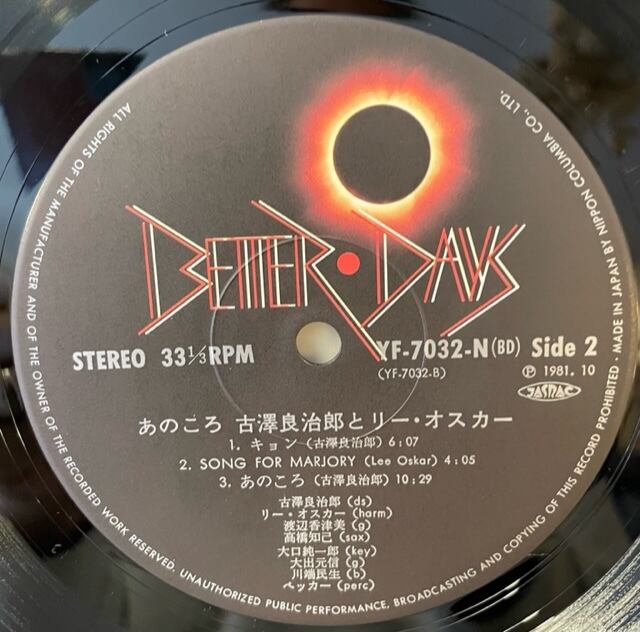 BETTER・DAYS
STEREO 33 1/3 RPM
YF-7032-N(BD) Side 2
(YF-7032-B)
Ⓟ 1981. 10
JASRAC
あのころ 古澤良治郎とリー・オスカー
1. キョン (古澤良治郎) 6:07
2. SONG FOR MARJORY (Lee Oskar) 4:05
3. あのころ (古澤良治郎) 10:29
古澤良治郎 (ds)
リー・オスカー (harm)
渡辺香津美 (g)
高橋知己 (sax)
大口純一郎 (key)
大出元信 (g)
川端民生 (b)
ペッカー (perc)
ALL RIGHTS OF THE MANUFACTURER AND OF THE OWNER OF THE RECORDED WORK RESERVED. UNAUTHORIZED PUBLIC PERFORMANCE, BROADCASTING AND COPYING OF THIS RECORD PROHIBITED・MADE IN JAPAN BY NIPPON COLUMBIA CO., LTD.